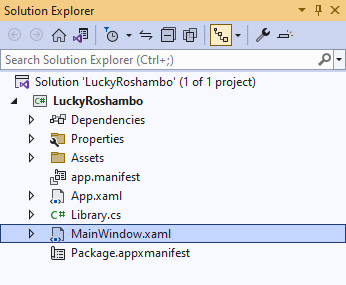 Solution Explorer
Search Solution Explorer (Ctrl+;)
Solution 'LuckyRoshambo' (1 of 1 project)
C# LuckyRoshambo
Dependencies
Properties
Assets
app.manifest
App.xaml
C# Library.cs
MainWindow.xaml
Package.appxmanifest